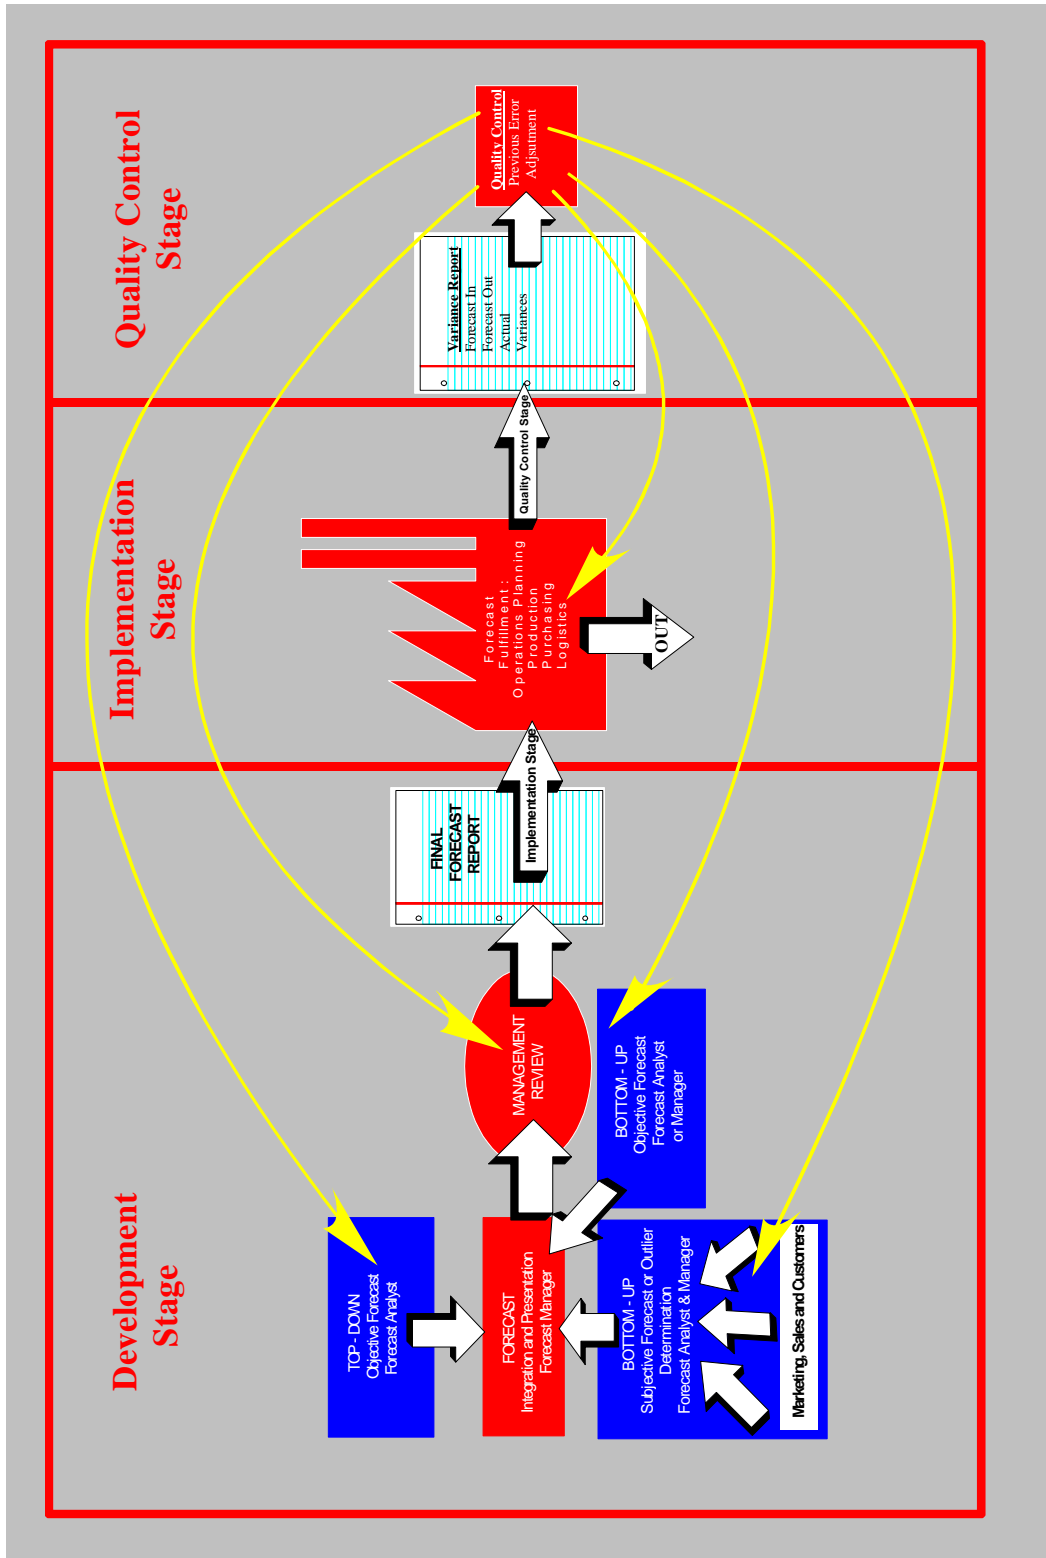 Development
Stage
Implementation
Stage
Quality Control
Stage
TOP - DOWN
Objective Forecast
Forecast Analyst
FORECAST
Integration and Presentation
Forecast Manager
BOTTOM - UP
Subjective Forecast or Outlier
Determination
Forecast Analyst & Manager
Marketing, Sales and Customers
BOTTOM - UP
Objective Forecast
Forecast Analyst
or Manager
MANAGEMENT
REVIEW
FINAL
FORECAST
REPORT
Implementation Stage
Forecast
Fulfillment:
Operations Planning
Production
Purchasing
Logistics
OUT
Quality Control Stage
Variance Report
Forecast In
Forecast Out
Actual
Variances
Quality Control
Previous Error
Adjsutment